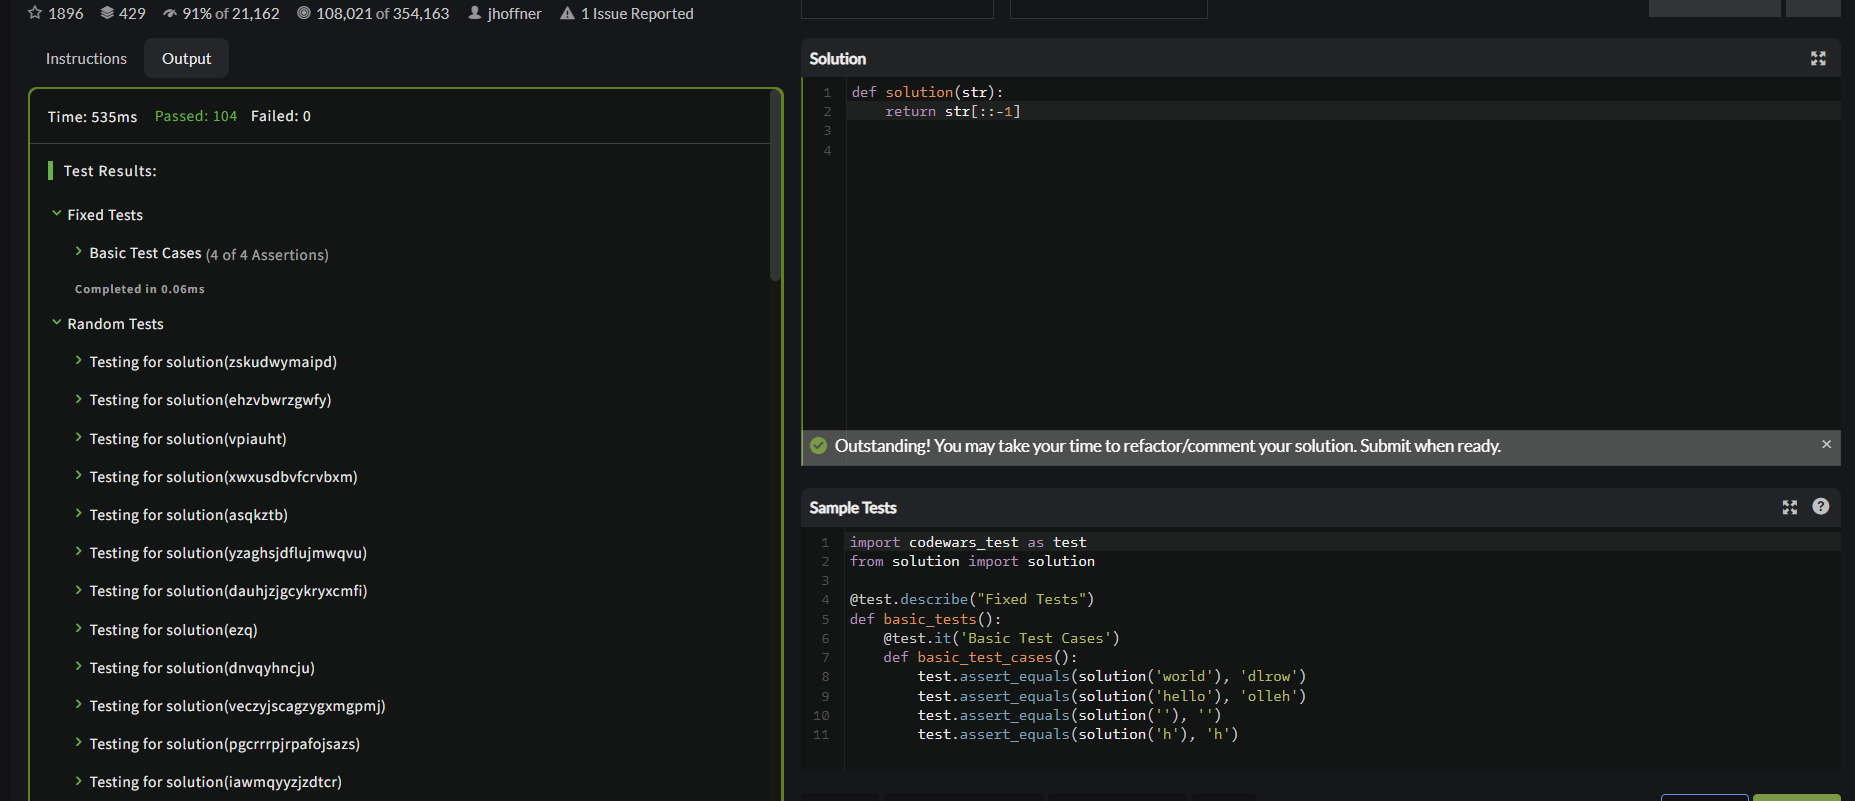 1896 429 91% of 21,162 108,021 of 354,163 jhoffner 1 Issue Reported
Instructions Output
Time: 535ms Passed: 104 Failed: 0
Test Results:
Fixed Tests
Basic Test Cases (4 of 4 Assertions)
Completed in 0.06ms
Random Tests
Testing for solution(zskudwymaipd)
Testing for solution(ehzvbwrzgwfy)
Testing for solution(vpiauht)
Testing for solution(xwxusdbvfcrvbxm)
Testing for solution(asqkztb)
Testing for solution(yzaghsjdflujmwqvu)
Testing for solution(dauhjzjgcykryxcmfi)
Testing for solution(ezq)
Testing for solution(dnvqyhncju)
Testing for solution(veczyjscagzygxmgpmj)
Testing for solution(pgcrrrpjrpafojsazs)
Testing for solution(iawmqyyzjzdtcr)
Solution
1 def solution(str):
2     return str[::-1]
3
4
Outstanding! You may take your time to refactor/comment your solution. Submit when ready. ×
Sample Tests ?
1 import codewars_test as test
2 from solution import solution
3
4 @test.describe("Fixed Tests")
5 def basic_tests():
6     @test.it('Basic Test Cases')
7     def basic_test_cases():
8         test.assert_equals(solution('world'), 'dlrow')
9         test.assert_equals(solution('hello'), 'olleh')
10         test.assert_equals(solution(''), '')
11         test.assert_equals(solution('h'), 'h')